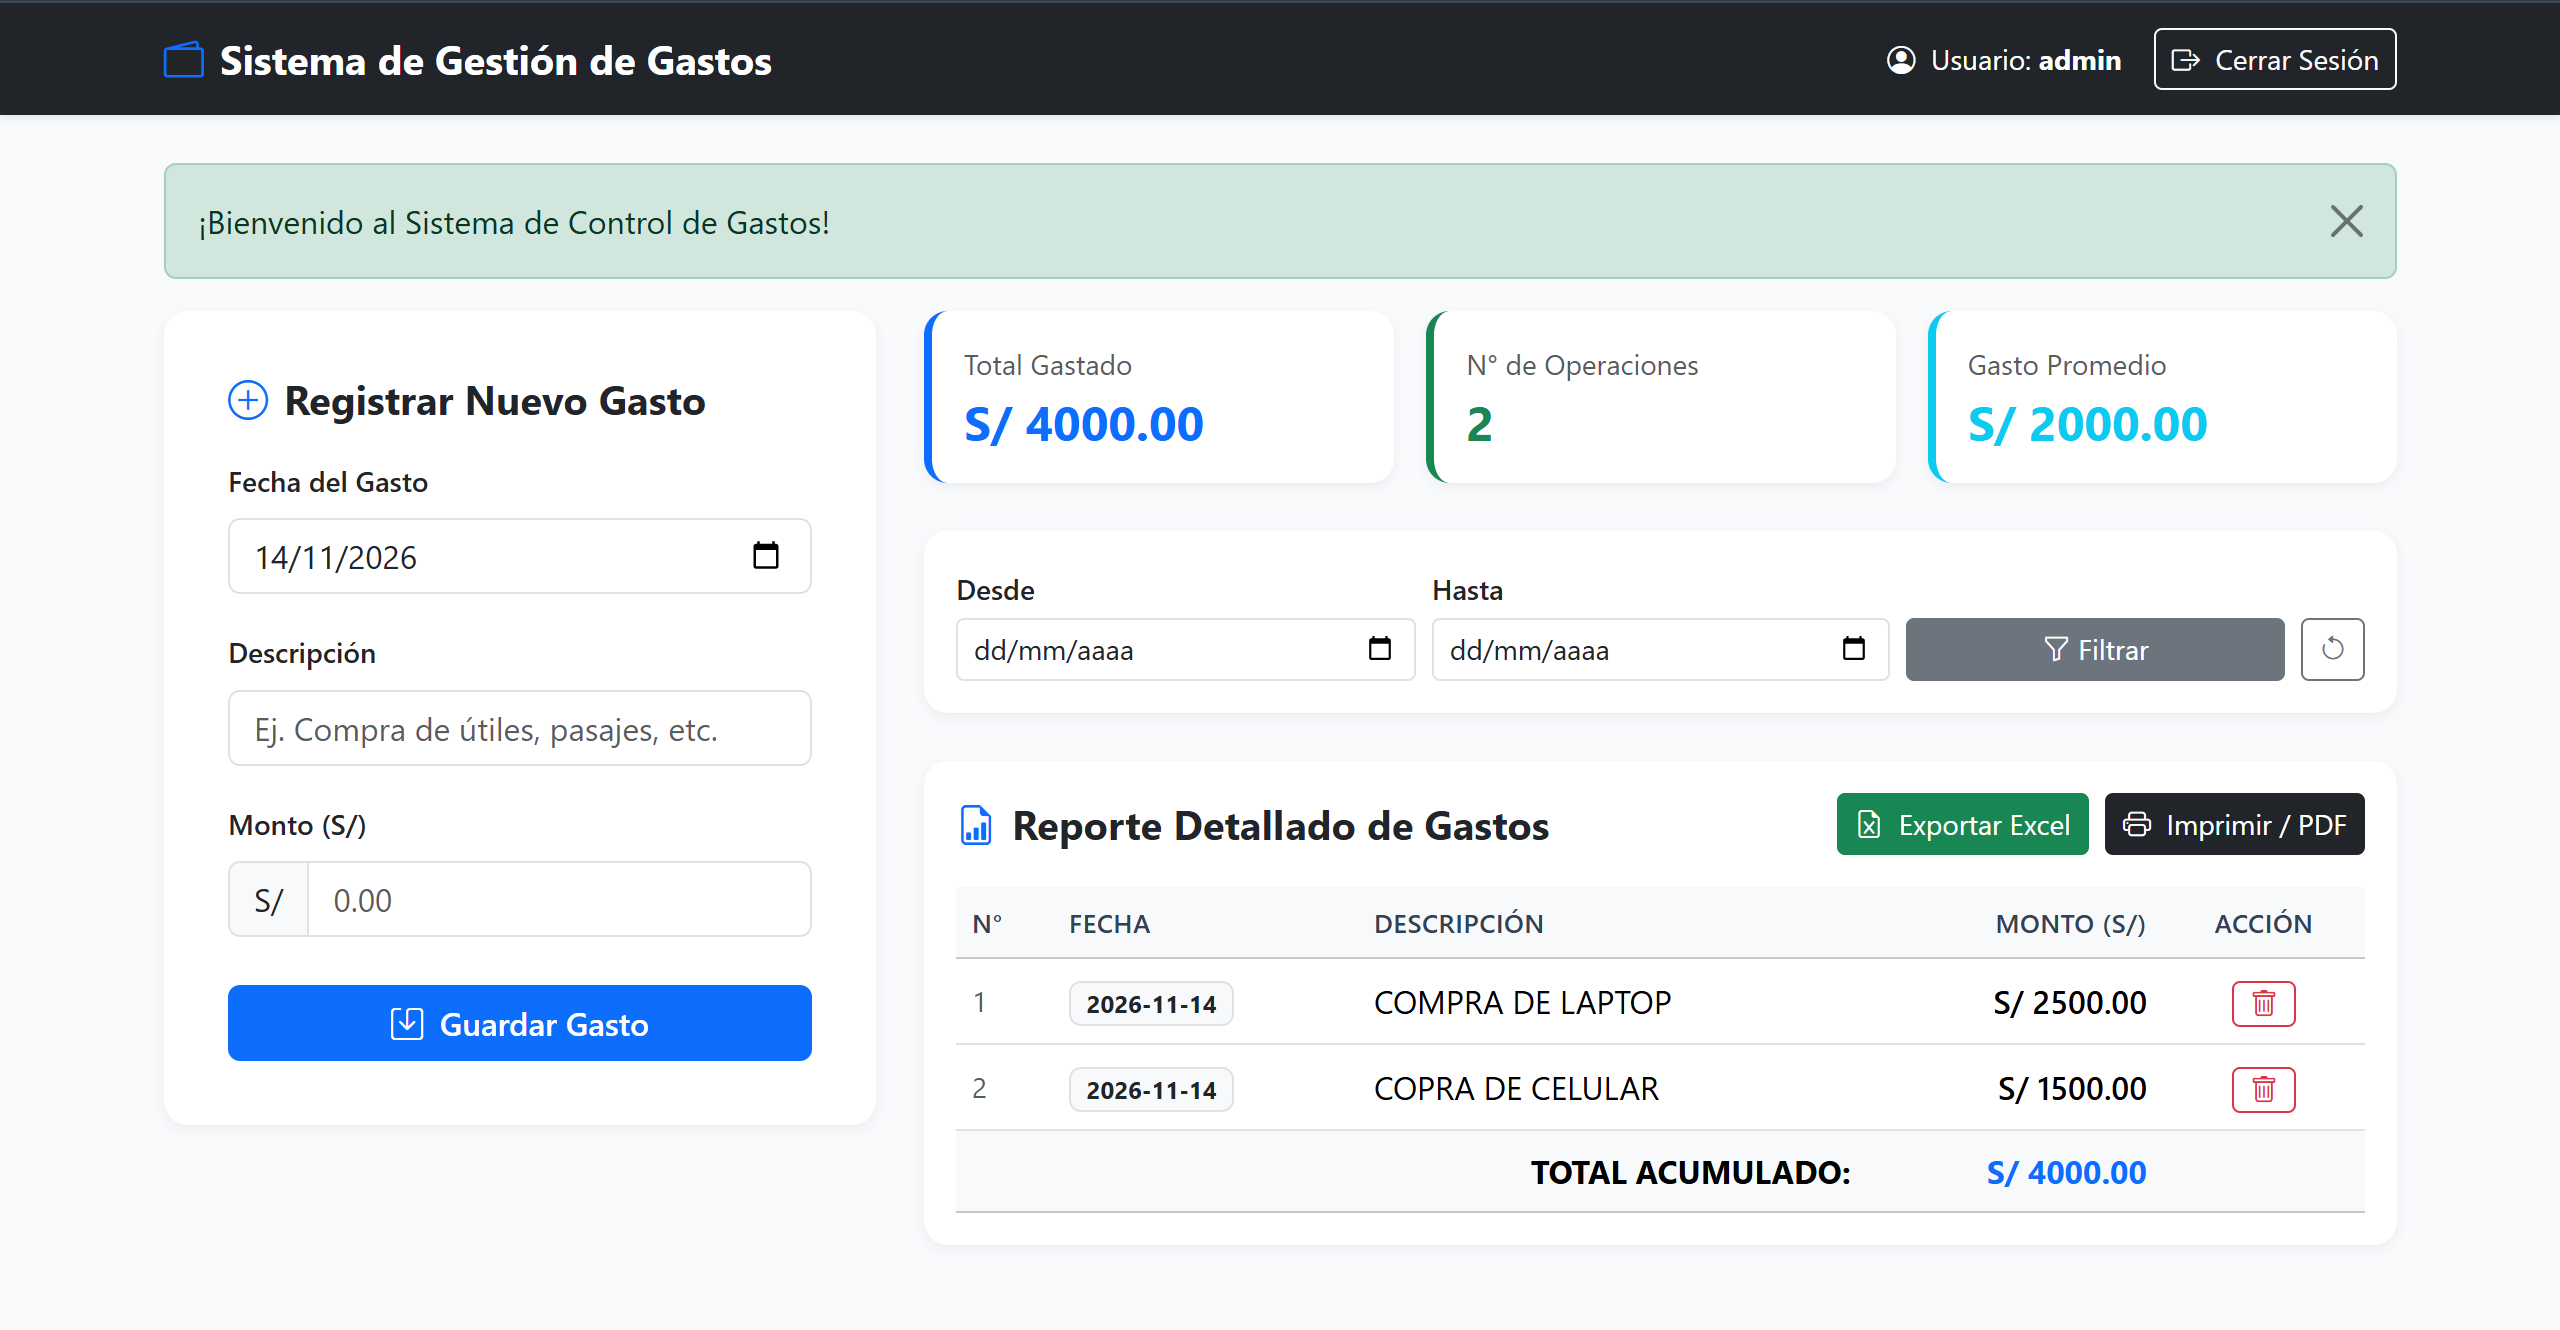 Sistema de Gestión de Gastos
Usuario: admin
Cerrar Sesión
¡Bienvenido al Sistema de Control de Gastos!
Registrar Nuevo Gasto
Fecha del Gasto
14/11/2026
Descripción
Ej. Compra de útiles, pasajes, etc.
Monto (S/)
S/ 0.00
Guardar Gasto
Total Gastado
S/ 4000.00
N° de Operaciones
2
Gasto Promedio
S/ 2000.00
Desde
dd/mm/aaaa
Hasta
dd/mm/aaaa
Filtrar
Reporte Detallado de Gastos
Exportar Excel
Imprimir / PDF
N° FECHA DESCRIPCIÓN MONTO (S/) ACCIÓN
1 2026-11-14 COMPRA DE LAPTOP S/ 2500.00
2 2026-11-14 COPRA DE CELULAR S/ 1500.00
TOTAL ACUMULADO: S/ 4000.00